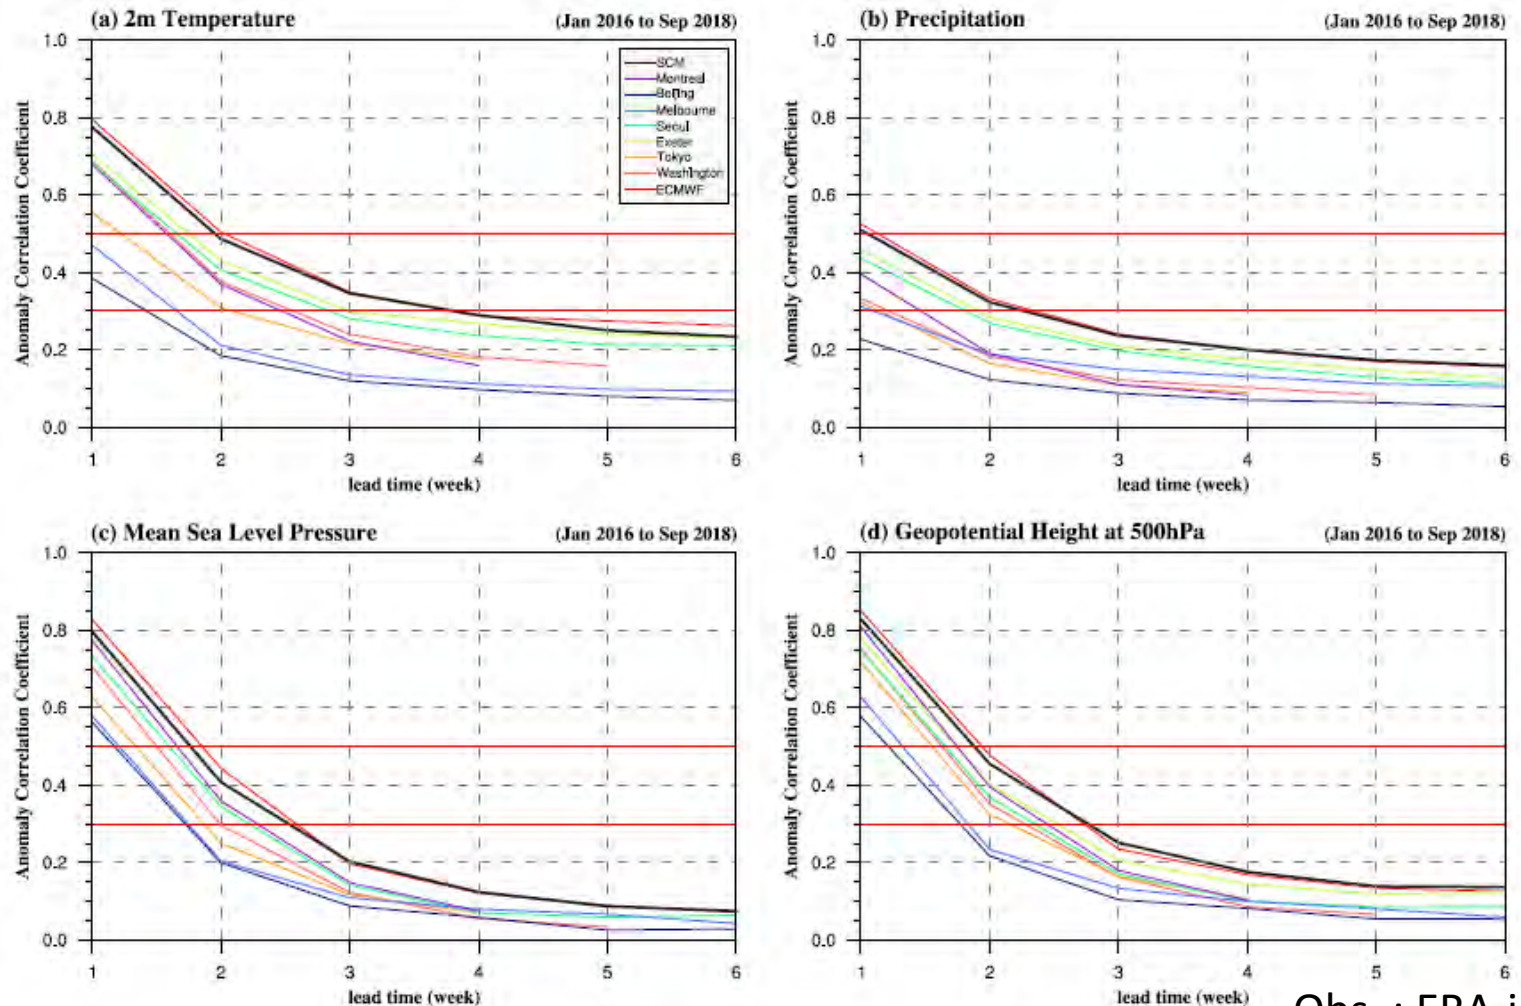 (a) 2m Temperature (Jan 2016 to Sep 2018)
Anomaly Correlation Coefficient
1.0
0.8
0.6
0.4
0.2
0.0
SCM
Montreal
Beijing
Melbourne
Seoul
Exeter
Tokyo
Washington
ECMWF
1 2 3 4 5 6
lead time (week)
(b) Precipitation (Jan 2016 to Sep 2018)
Anomaly Correlation Coefficient
1.0
0.8
0.6
0.4
0.2
0.0
1 2 3 4 5 6
lead time (week)
(c) Mean Sea Level Pressure (Jan 2016 to Sep 2018)
Anomaly Correlation Coefficient
1.0
0.8
0.6
0.4
0.2
0.0
1 2 3 4 5 6
lead time (week)
(d) Geopotential Height at 500hPa (Jan 2016 to Sep 2018)
Anomaly Correlation Coefficient
1.0
0.8
0.6
0.4
0.2
0.0
1 2 3 4 5 6
lead time (week)